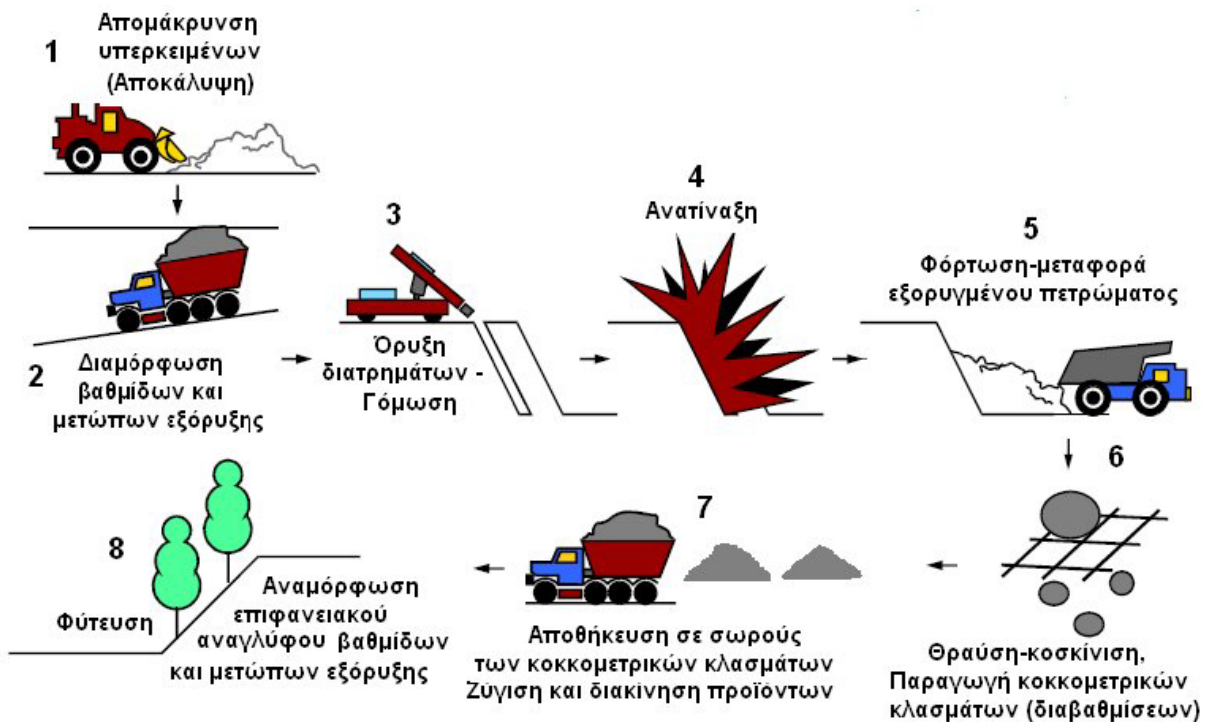 1
Απομάκρυνση
υπερκειμένων
(Αποκάλυψη)
2
Διαμόρφωση
βαθμίδων και
μετώπων εξόρυξης
3
Όρυξη
διατρημάτων -
Γόμωση
4
Ανατίναξη
5
Φόρτωση-μεταφορά
εξορυγμένου πετρώματος
6
Θραύση-κοσκίνιση,
Παραγωγή κοκκομετρικών
κλασμάτων (διαβαθμίσεων)
7
Αποθήκευση σε σωρούς
των κοκκομετρικών κλασμάτων
Ζύγιση και διακίνηση προϊόντων
8
Φύτευση
Αναμόρφωση
επιφανειακού
αναγλύφου βαθμίδων
και μετώπων εξόρυξης